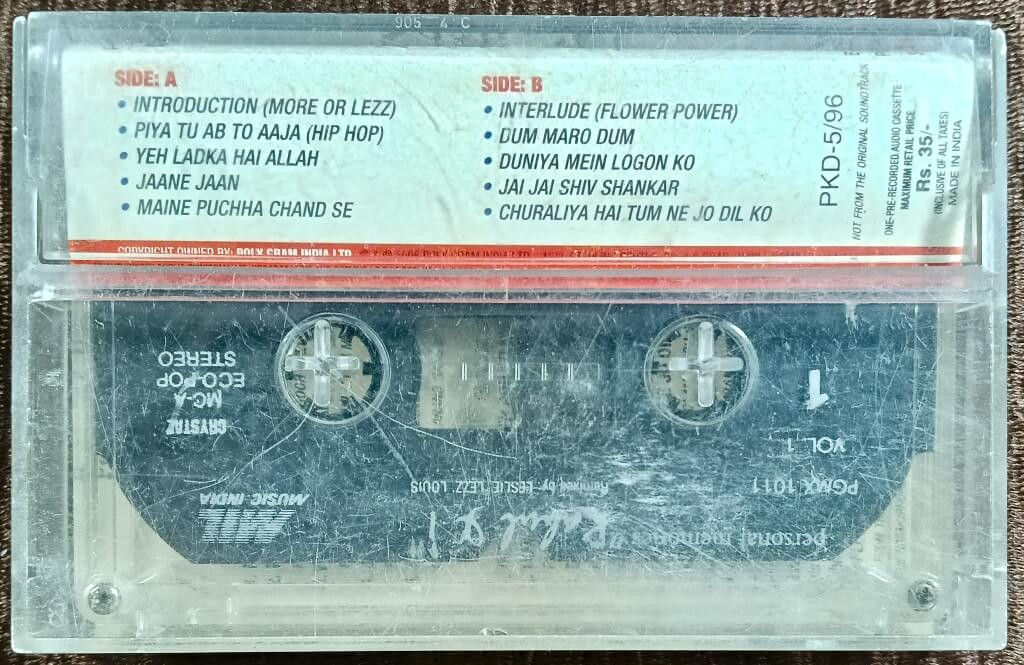 905 4 C
SIDE: A
• INTRODUCTION (MORE OR LEZZ)
• PIYA TU AB TO AAJA (HIP HOP)
• YEH LADKA HAI ALLAH
• JAANE JAAN
• MAINE PUCHHA CHAND SE
SIDE: B
• INTERLUDE (FLOWER POWER)
• DUM MARO DUM
• DUNIYA MEIN LOGON KO
• JAI JAI SHIV SHANKAR
• CHURALIYA HAI TUM NE JO DIL KO
PKD-5/96
NOT FROM THE ORIGINAL SOUNDTRACK
ONE-PRE-RECORDED AUDIO CASSETTE
MAXIMUM RETAIL PRICE
Rs. 35/-
(INCLUSIVE OF ALL TAXES)
MADE IN INDIA
COPYRIGHT OWNED BY: POLY GRAM INDIA LTD.
personal memories
Rahul & I
MIL
MUSIC INDIA
PGMX 1011
Remixed by LESLIE LEZZ LOUIS
VOL. 1
1
CRYSTAL
MC-A
ECO-POP
STEREO